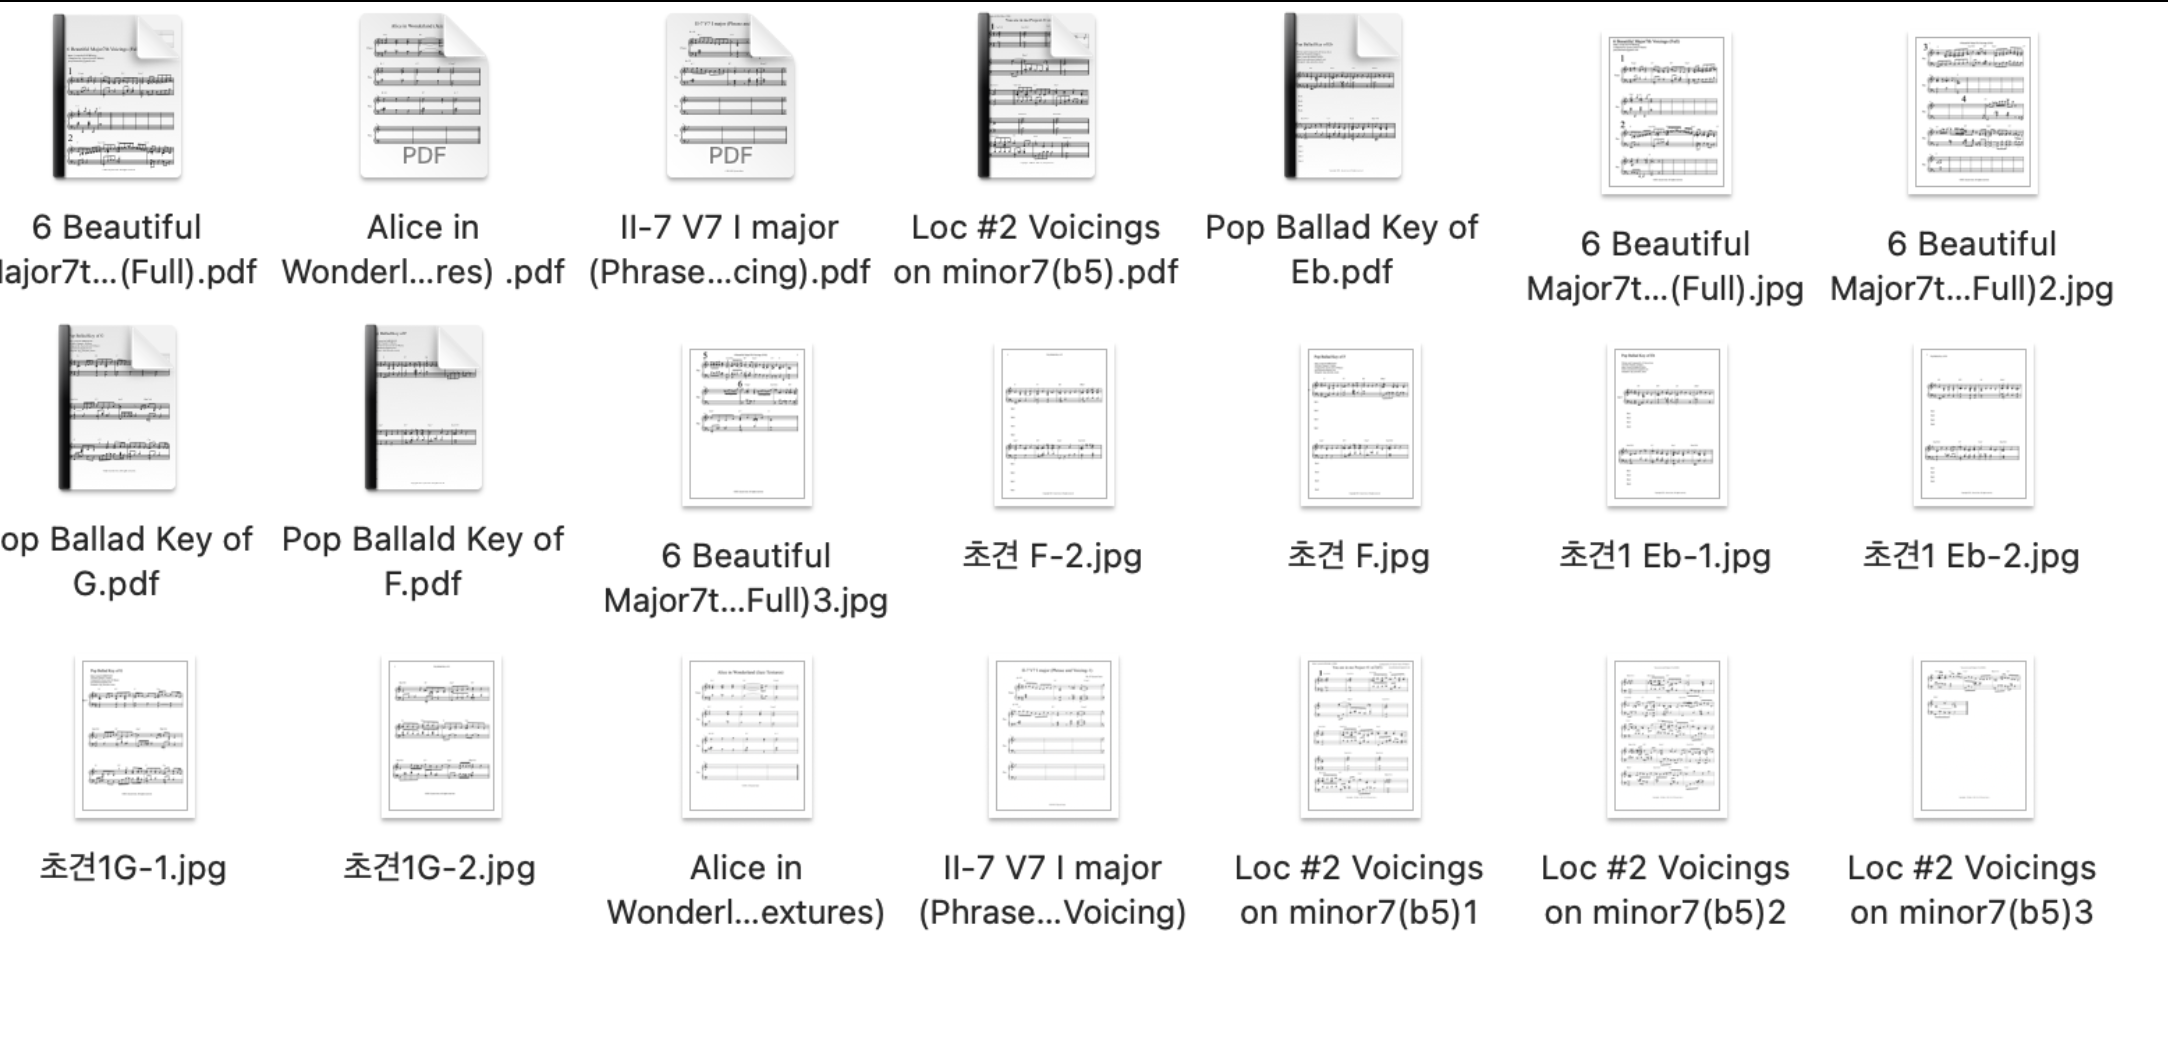 6 Beautiful
ajor7t...(Full).pdf
Alice in
Wonderl...res) .pdf
II-7 V7 I major
(Phrase...cing).pdf
Loc #2 Voicings
on minor7(b5).pdf
Pop Ballad Key of
Eb.pdf
6 Beautiful
Major7t...(Full).jpg
6 Beautiful
Major7t...Full)2.jpg
op Ballad Key of
G.pdf
Pop Ballald Key of
F.pdf
6 Beautiful
Major7t...Full)3.jpg
초견 F-2.jpg
초견 F.jpg
초견1 Eb-1.jpg
초견1 Eb-2.jpg
초견1G-1.jpg
초견1G-2.jpg
Alice in
Wonderl...extures)
II-7 V7 I major
(Phrase...Voicing)
Loc #2 Voicings
on minor7(b5)1
Loc #2 Voicings
on minor7(b5)2
Loc #2 Voicings
on minor7(b5)3
PDF
PDF